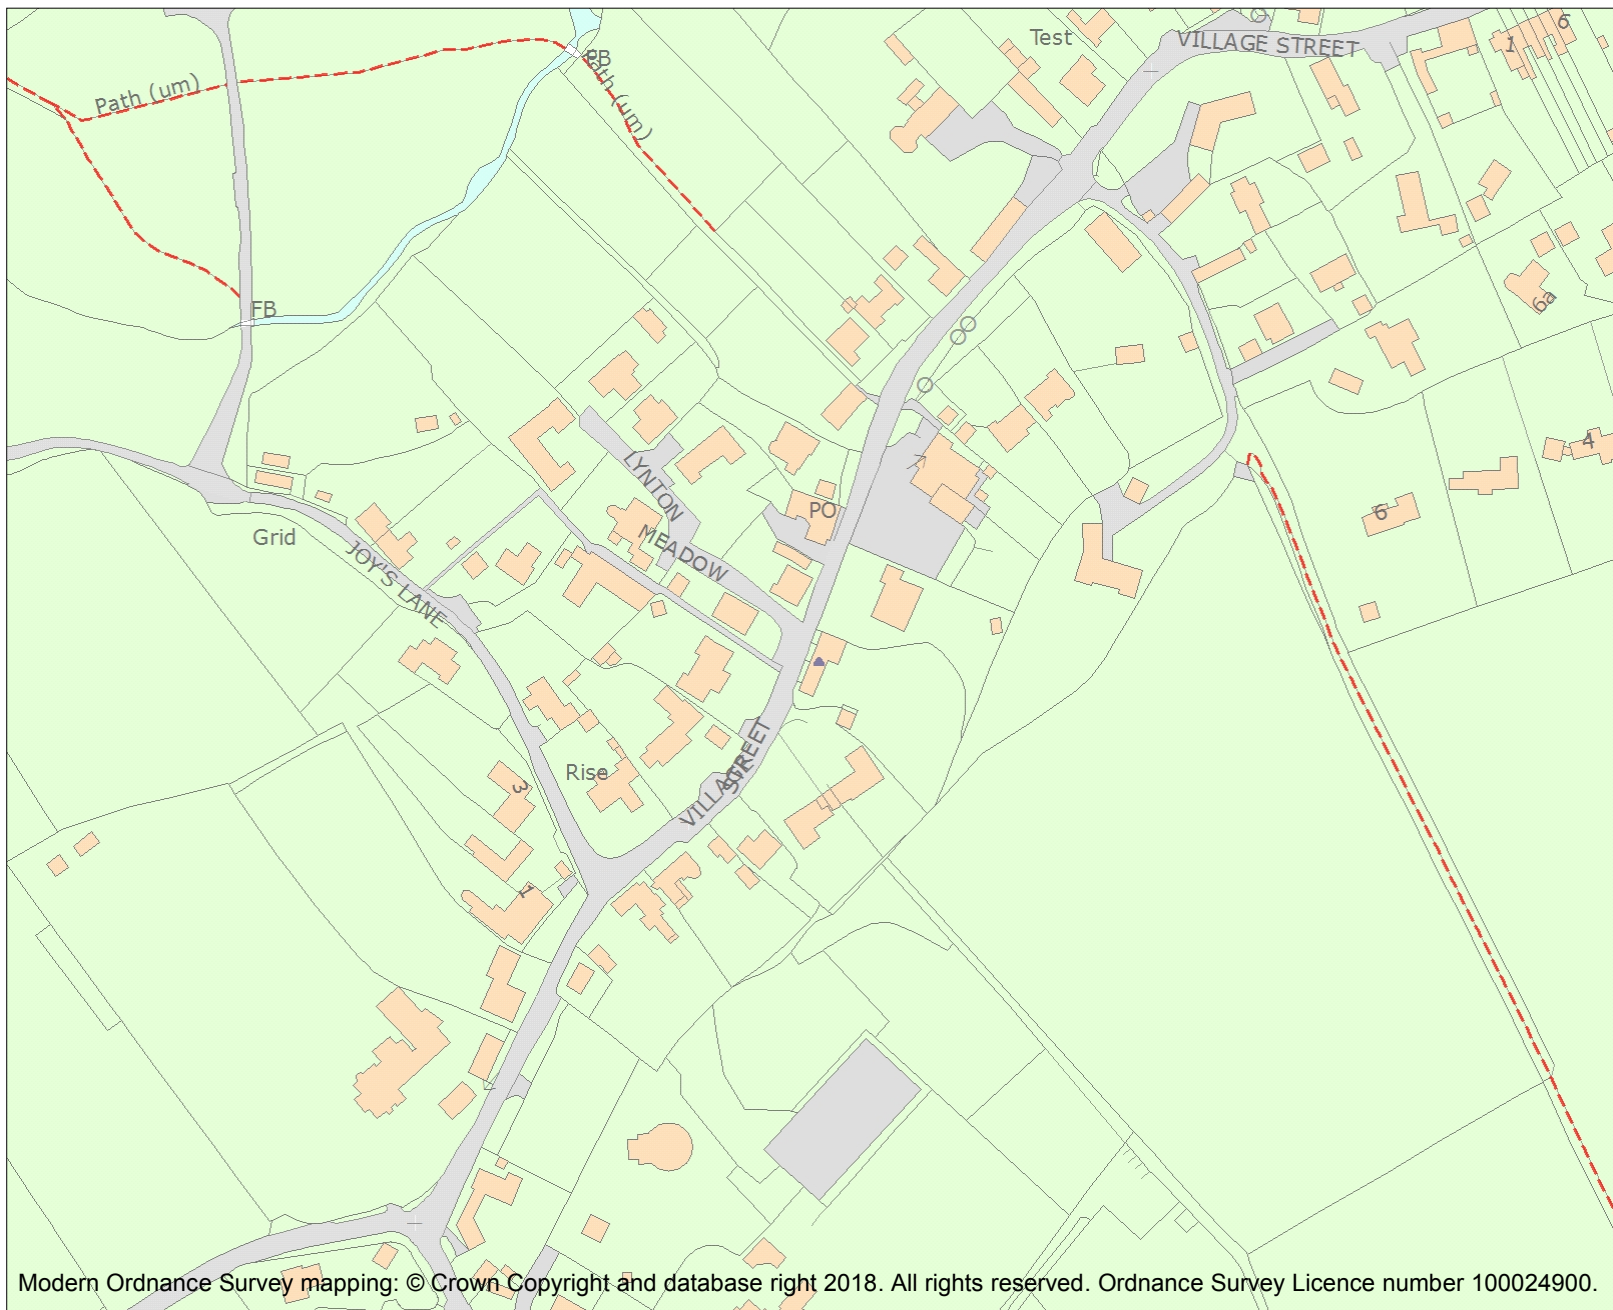 Test
VILLAGE STREET
1
6
FB
Path (um)
Path (um)
6a
FB
4
LYNTON
MEADOW
PO
6
Grid
JOY'S LANE
VILLAGE
STREET
Rise
3
1
Modern Ordnance Survey mapping: © Crown Copyright and database right 2018. All rights reserved. Ordnance Survey Licence number 100024900.